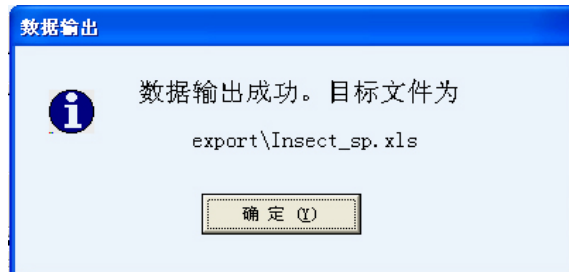 数据输出
数据输出成功。目标文件为
export\Insect_sp.xls
确 定 (Y)